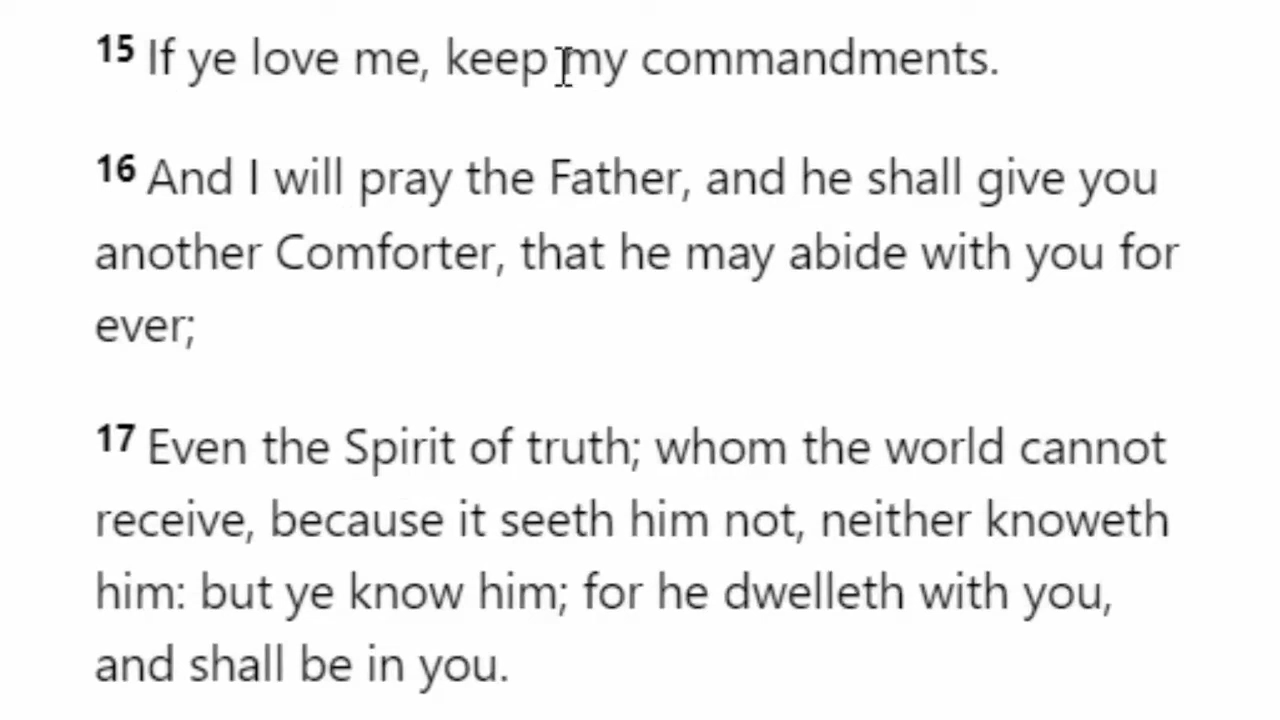 15 If ye love me, keep my commandments.
16 And I will pray the Father, and he shall give you
another Comforter, that he may abide with you for
ever;
17 Even the Spirit of truth; whom the world cannot
receive, because it seeth him not, neither knoweth
him: but ye know him; for he dwelleth with you,
and shall be in you.